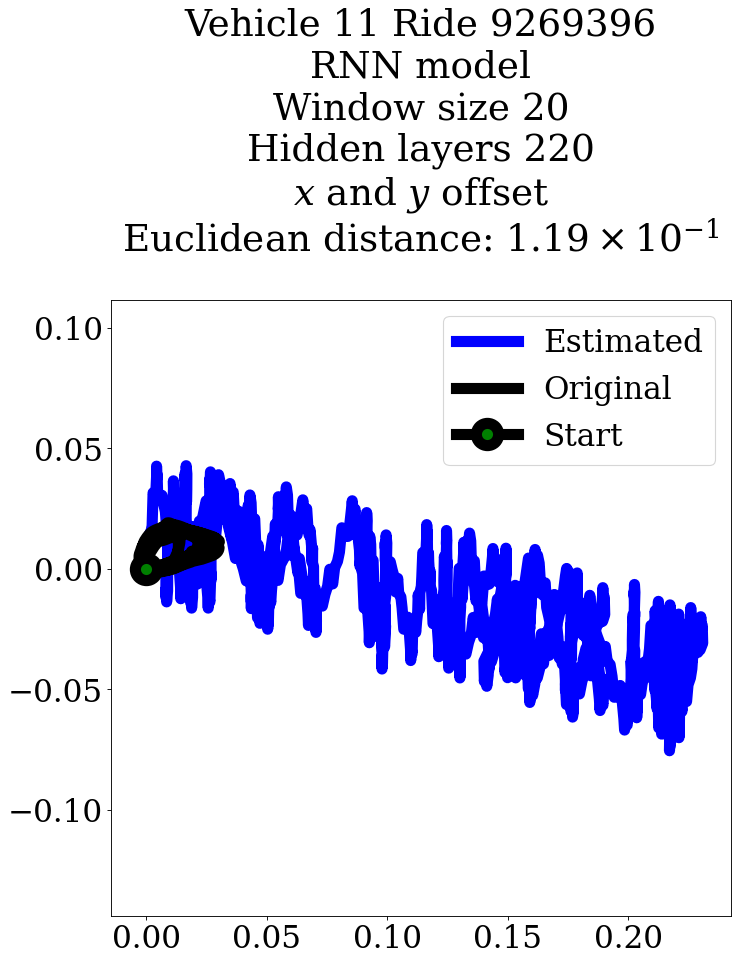 Vehicle 11 Ride 9269396
RNN model
Window size 20
Hidden layers 220
x and y offset
Euclidean distance: 1.19 × 10⁻¹
Estimated
Original
Start
0.10
0.05
0.00
−0.05
−0.10
0.00 0.05 0.10 0.15 0.20